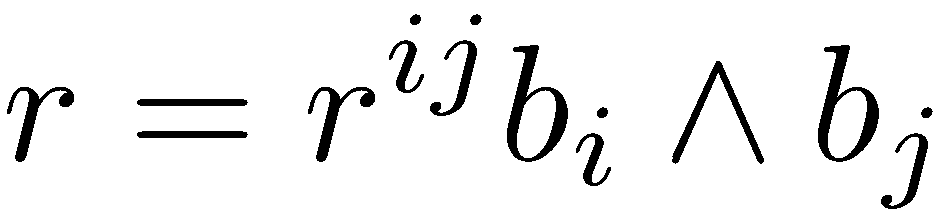 r = r^{ij} b_i ∧ b_j